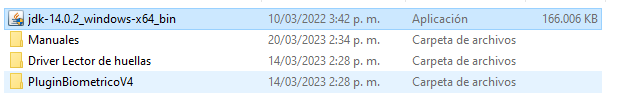 jdk-14.0.2_windows-x64_bin 10/03/2022 3:42 p. m. Aplicación 166.006 KB
Manuales 20/03/2023 2:34 p. m. Carpeta de archivos
Driver Lector de huellas 14/03/2023 2:28 p. m. Carpeta de archivos
PluginBiometricoV4 14/03/2023 2:28 p. m. Carpeta de archivos